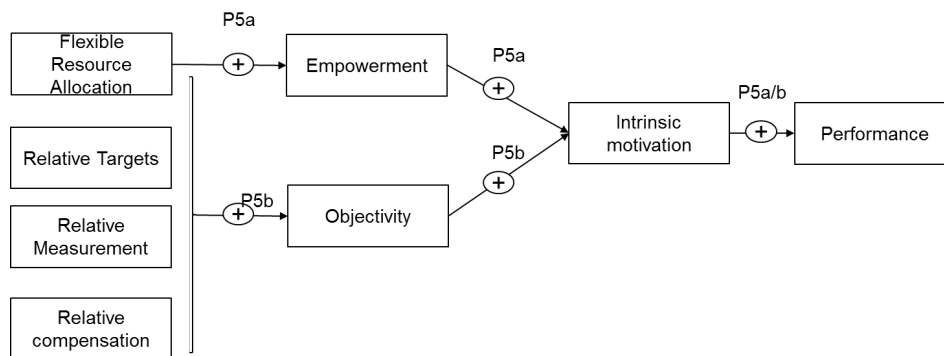 P5a
Flexible
Resource
Allocation
+
Empowerment
P5a
+
P5a/b
Intrinsic
motivation
+
Performance
Relative Targets
P5b
+
P5b
+
Objectivity
Relative
Measurement
Relative
compensation